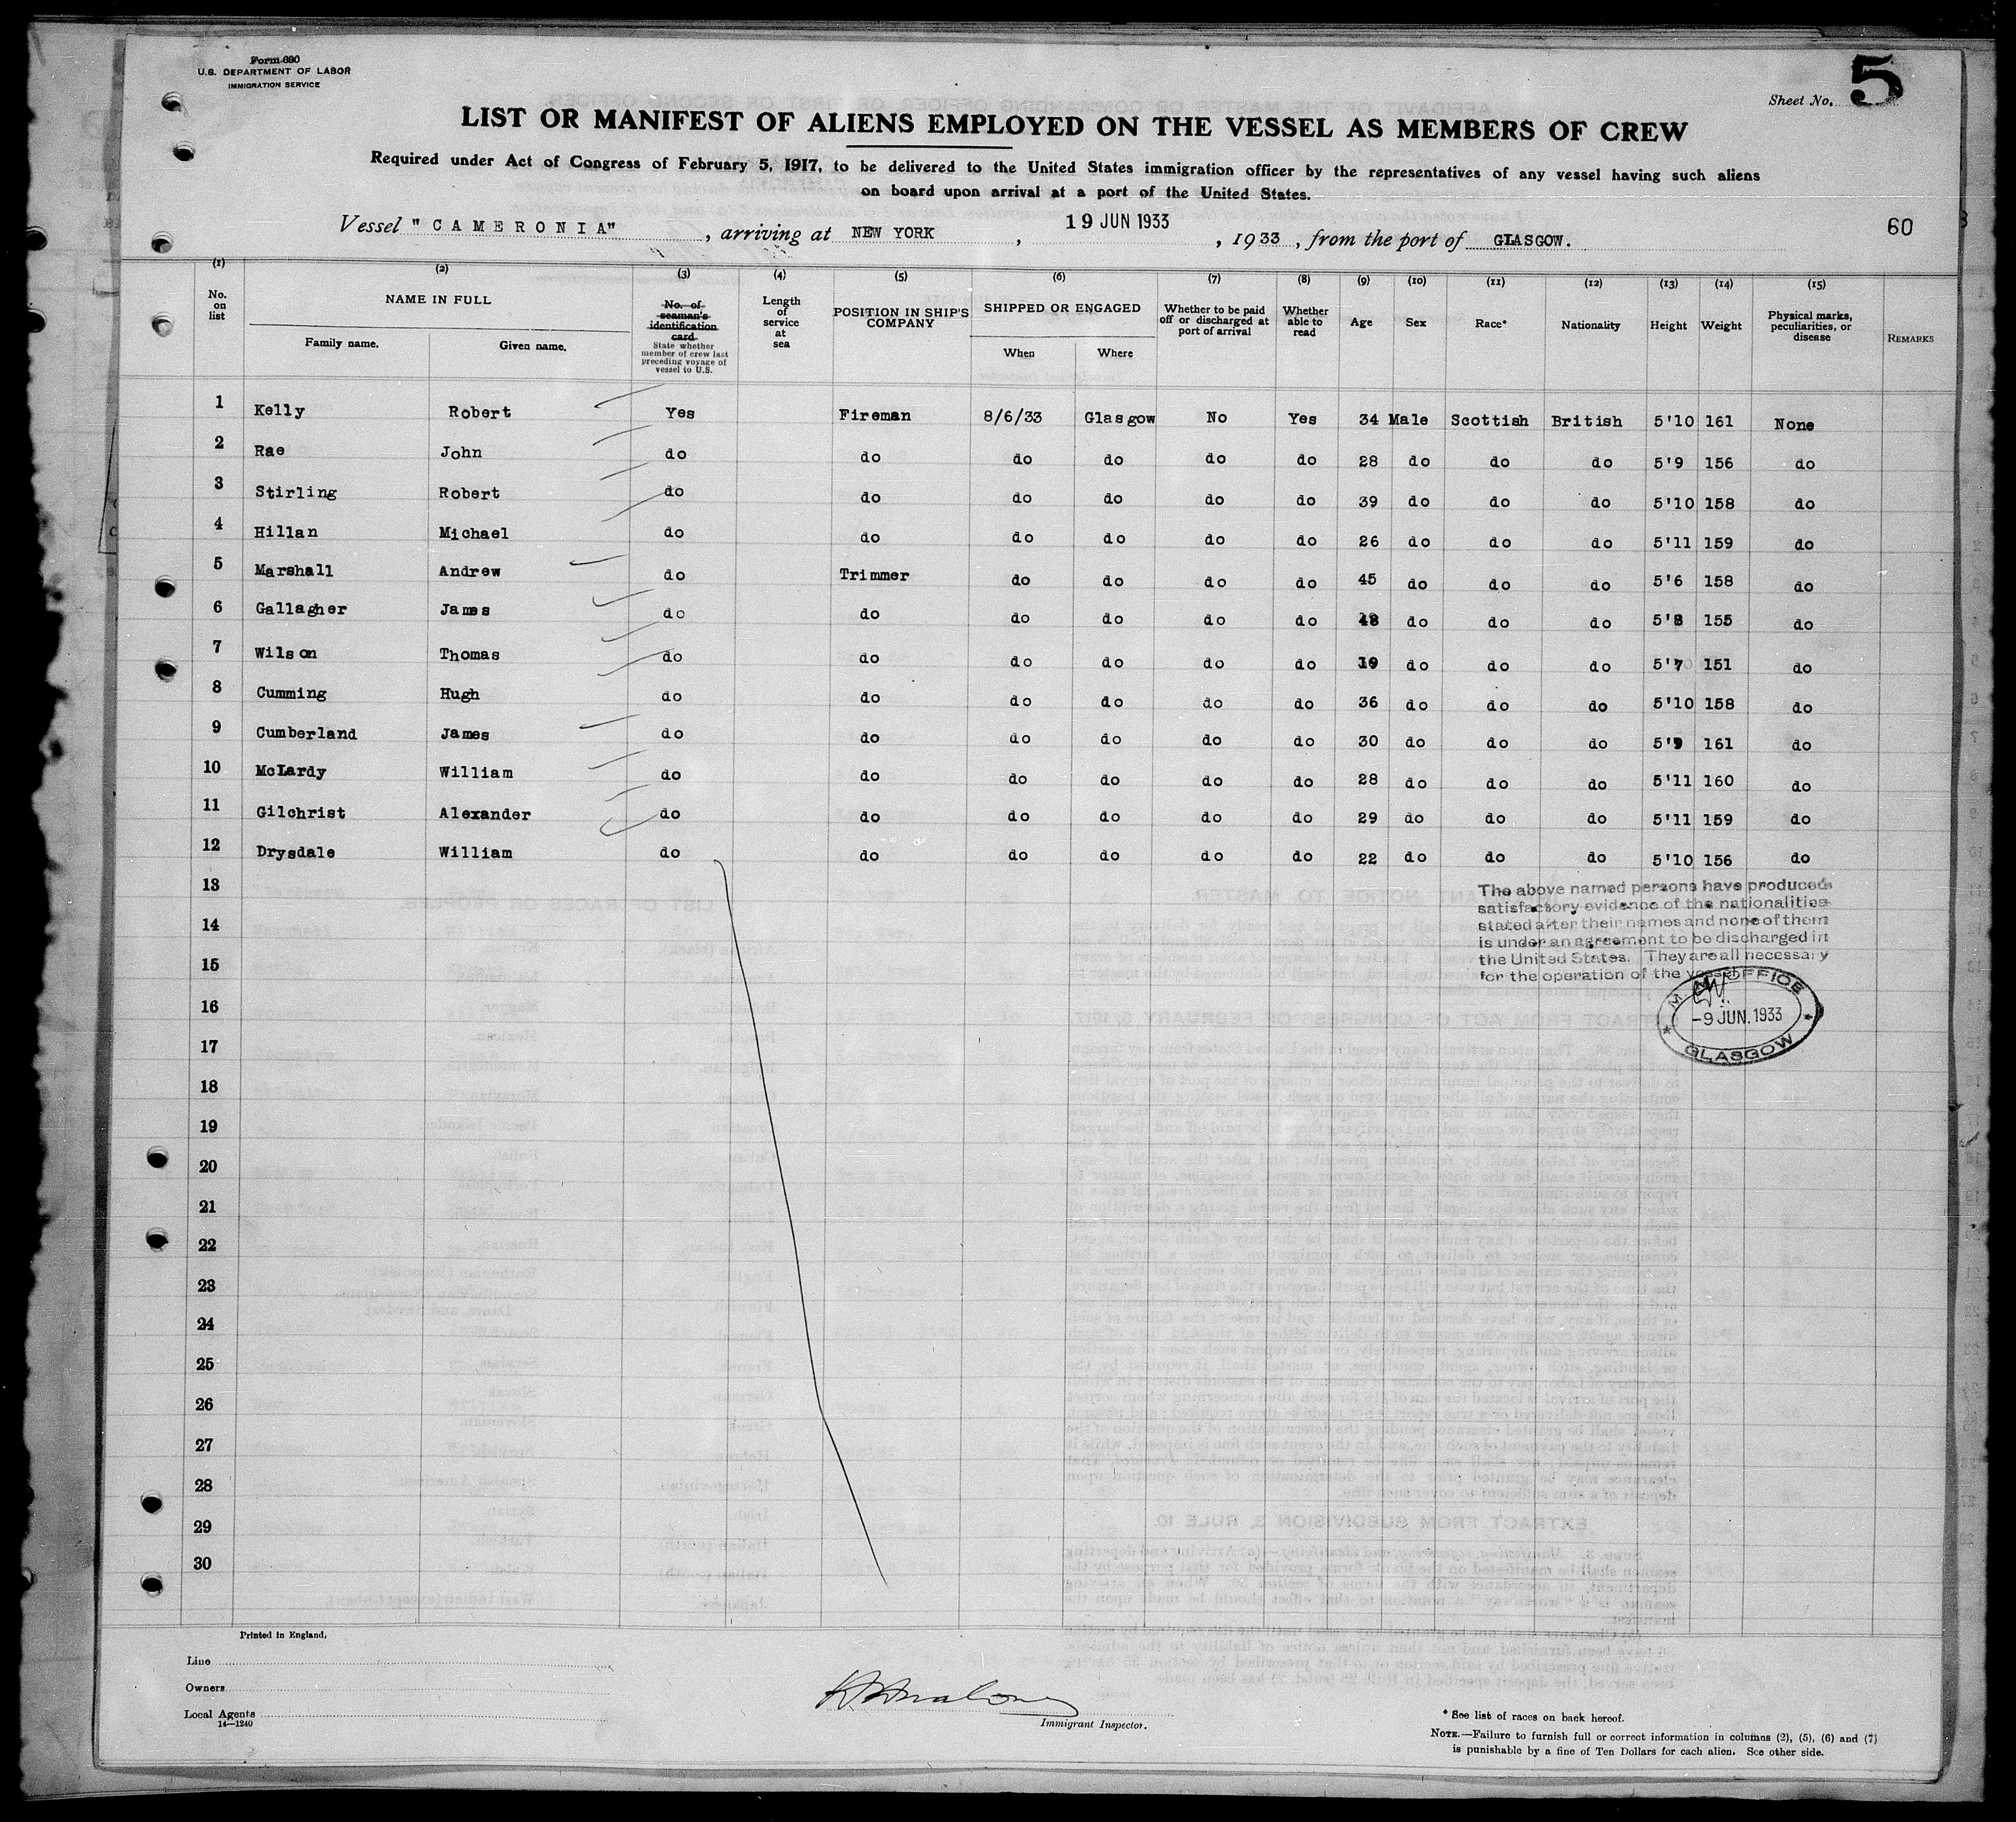 Form 680
U.S. DEPARTMENT OF LABOR
IMMIGRATION SERVICE
Sheet No. 5
LIST OR MANIFEST OF ALIENS EMPLOYED ON THE VESSEL AS MEMBERS OF CREW
Required under Act of Congress of February 5, 1917, to be delivered to the United States immigration officer by the representatives of any vessel having such aliens
on board upon arrival at a port of the United States.
Vessel "CAMERONIA", arriving at NEW YORK, 19 JUN 1933, 1933, from the port of GLASGOW.
60
(1) (2) (3) (4) (5) (6) (7) (8) (9) (10) (11) (12) (13) (14) (15)
No. on list
NAME IN FULL
Family name. Given name.
No. of seaman's identification card
State whether member of crew last preceding voyage of vessel to U.S.
Length of service at sea
POSITION IN SHIP'S COMPANY
SHIPPED OR ENGAGED
When Where
Whether to be paid off or discharged at port of arrival
Whether able to read
Age Sex Race* Nationality Height Weight
Physical marks, peculiarities, or disease
REMARKS
1 Kelly Robert Yes Fireman 8/6/33 Glasgow No Yes 34 Male Scottish British 5'10 161 None
2 Rae John do do do do do do 28 do do do 5'9 156 do
3 Stirling Robert do do do do do do 39 do do do 5'10 158 do
4 Hillan Michael do do do do do do 26 do do do 5'11 159 do
5 Marshall Andrew do Trimmer do do do do 45 do do do 5'6 158 do
6 Gallagher James do do do do do do do do do 5'8 155 do
7 Wilson Thomas do do do do do do 19 do do do 5'7 151 do
8 Cumming Hugh do do do do do do 36 do do do 5'10 158 do
9 Cumberland James do do do do do do 30 do do do 5'9 161 do
10 McLardy William do do do do do do 28 do do do 5'11 160 do
11 Gilchrist Alexander do do do do do do 29 do do do 5'11 159 do
12 Drysdale William do do do do do do 22 do do do 5'10 156 do
13
14
15
16
17
18
19
20
21
22
23
24
25
26
27
28
29
30
The above named persons have produced
satisfactory evidence of the nationalities
stated after their names and none of them
is under an agreement to be discharged in
the United States. They are all necessary
for the operation of the vessel.
M. M. OFFICE
-9 JUN. 1933
GLASGOW
Printed in England.
Line
Owners
Local Agents
14—1240
Immigrant Inspector.
* See list of races on back hereof.
NOTE.—Failure to furnish full or correct information in columns (2), (5), (6) and (7)
is punishable by a fine of Ten Dollars for each alien. See other side.